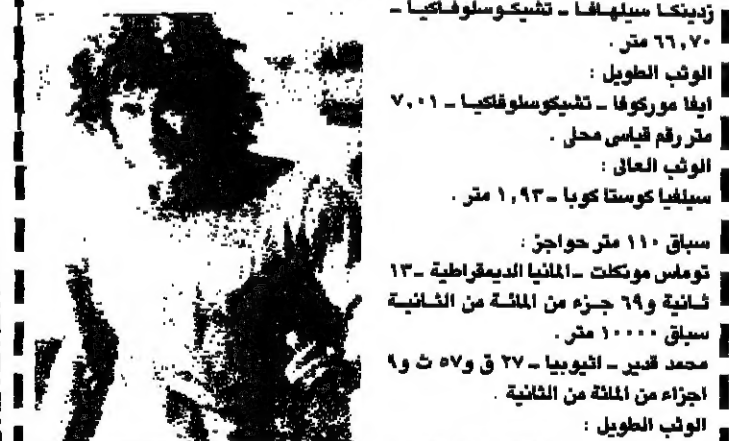 زدينكا سيلهافا ـ تشيكوسلوفاكيا ـ
٦٦,٧٠ متر .
الوثب الطويل :
ايفا موركوفا ـ تشيكوسلوفاكيا ـ ٧,٠١
متر رقم قياسى محلى .
الوثب العالى :
سيلفيا كوستا كوبا ـ ١,٩٣ متر .
سباق ١١٠ متر حواجز :
توماس مونكلت ـ المانيا الديمقراطية ـ ١٣
ثانية و٦٩ جزء من المائة من الثانية
سباق ١٠٠٠٠ متر .
محمد قدير ـ اثيوبيا ـ ٢٧ ق و٥٧ ث و٩
اجزاء من المائة من الثانية .
الوثب الطويل :